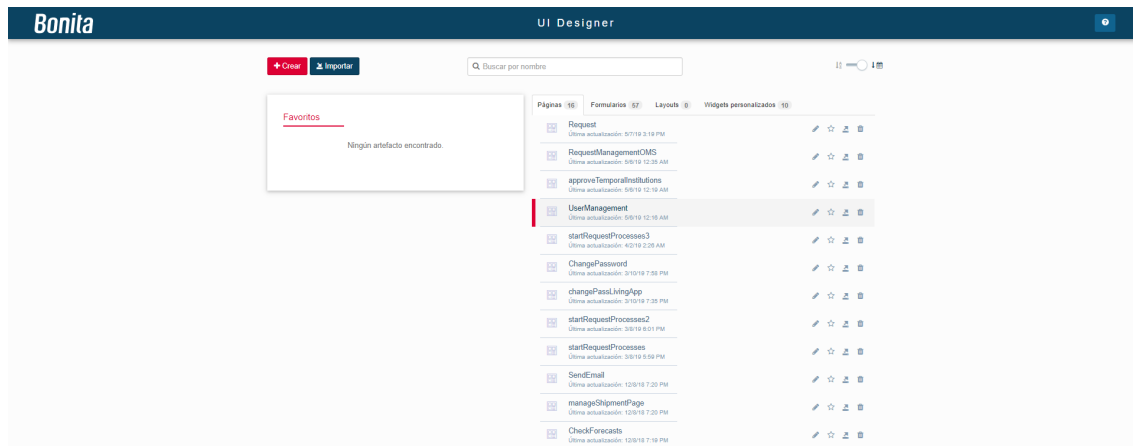 Bonita
UI Designer
Crear
Importar
Buscar por nombre
Favoritos
Ningún artefacto encontrado.
Páginas 16 Formularios 57 Layouts 0 Widgets personalizados 10
Request
Última actualización: 5/7/19 3:19 PM
RequestManagementOMS
Última actualización: 5/6/19 12:35 AM
approveTemporalInstitutions
Última actualización: 5/6/19 12:19 AM
UserManagement
Última actualización: 5/6/19 12:16 AM
startRequestProcesses3
Última actualización: 4/2/19 2:26 AM
ChangePassword
Última actualización: 3/10/19 7:59 PM
changePassLivingApp
Última actualización: 3/10/19 7:35 PM
startRequestProcesses2
Última actualización: 3/8/19 6:01 PM
startRequestProcesses
Última actualización: 3/8/19 5:59 PM
SendEmail
Última actualización: 12/9/18 7:20 PM
manageShipmentPage
Última actualización: 12/9/18 7:20 PM
CheckForecasts
Última actualización: 12/9/18 7:19 PM